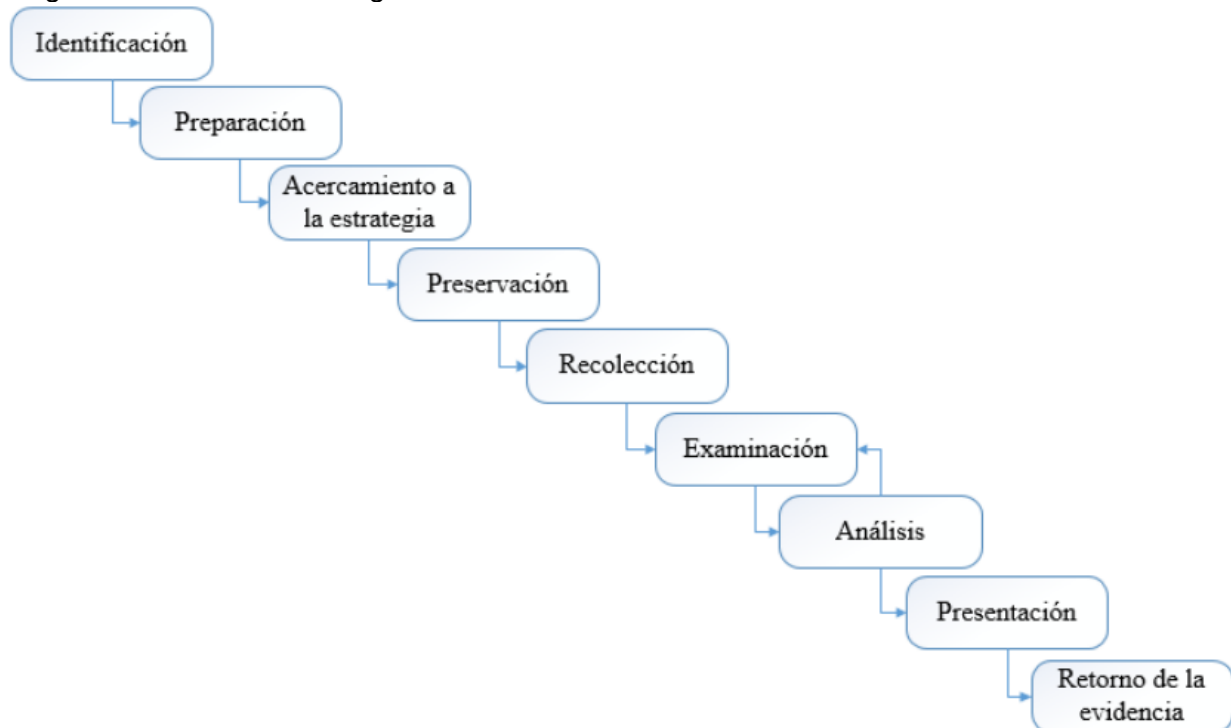 Identificación
Preparación
Acercamiento a
la estrategia
Preservación
Recolección
Examinación
Análisis
Presentación
Retorno de la
evidencia